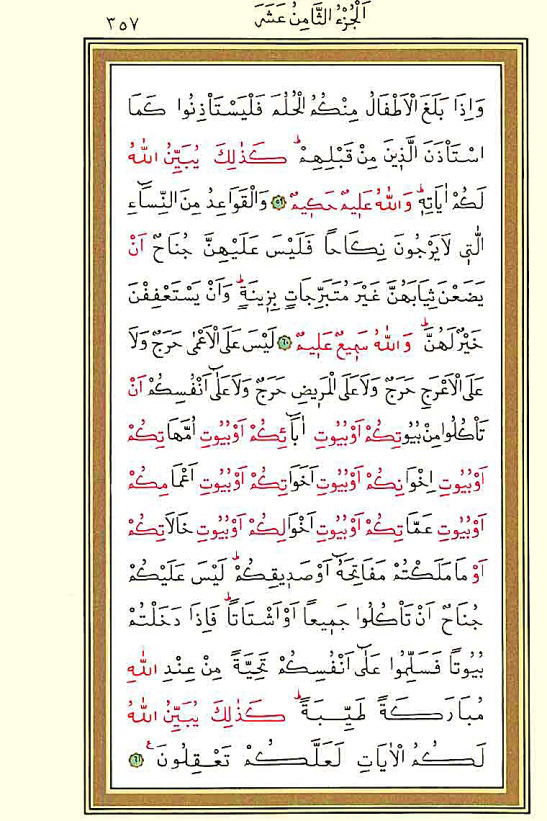 اَلْجُزْءُ الثَّامِنُ عَشَرَ
٣٥٧
وَاِذَا بَلَغَ الْاَطْفَالُ مِنْكُمُ الْحُلُمَ فَلْيَسْتَاْذِنُوا كَمَا
اسْتَاْذَنَ الَّذ۪ينَ مِنْ قَبْلِهِمْۜ كَذٰلِكَ يُبَيِّنُ اللّٰهُ
لَكُمْ اٰيَاتِه۪ۜ وَاللّٰهُ عَل۪يمٌ حَك۪يمٌ ﴿٥٩﴾ وَالْقَوَاعِدُ مِنَ النِّسَٓاءِ
الّٰت۪ي لَا يَرْجُونَ نِكَاحًا فَلَيْسَ عَلَيْهِنَّ جُنَاحٌ اَنْ
يَضَعْنَ ثِيَابَهُنَّ غَيْرَ مُتَبَرِّجَاتٍ بِز۪ينَةٍۜ وَاَنْ يَسْتَعْفِفْنَ
خَيْرٌ لَهُنَّۜ وَاللّٰهُ سَم۪يعٌ عَل۪يمٌ ﴿٦٠﴾ لَيْسَ عَلَى الْاَعْمٰى حَرَجٌ وَلَا
عَلَى الْاَعْرَجِ حَرَجٌ وَلَا عَلَى الْمَر۪يضِ حَرَجٌ وَلَا عَلٰٓى اَنْفُسِكُمْ اَنْ
تَاْكُلُوا مِنْ بُيُوتِكُمْ اَوْ بُيُوتِ اٰبَٓائِكُمْ اَوْ بُيُوتِ اُمَّهَاتِكُمْ
اَوْ بُيُوتِ اِخْوَانِكُمْ اَوْ بُيُوتِ اَخَوَاتِكُمْ اَوْ بُيُوتِ اَعْمَامِكُمْ
اَوْ بُيُوتِ عَمَّاتِكُمْ اَوْ بُيُوتِ اَخْوَالِكُمْ اَوْ بُيُوتِ خَالَاتِكُمْ
اَوْ مَا مَلَكْتُمْ مَفَاتِحَهُٓ اَوْ صَد۪يقِكُمْۜ لَيْسَ عَلَيْكُمْ
جُنَاحٌ اَنْ تَاْكُلُوا جَم۪يعًا اَوْ اَشْتَاتًاۜ فَاِذَا دَخَلْتُمْ
بُيُوتًا فَسَلِّمُوا عَلٰٓى اَنْفُسِكُمْ تَحِيَّةً مِنْ عِنْدِ اللّٰهِ
مُبَارَكَةً طَيِّبَةًۜ كَذٰلِكَ يُبَيِّنُ اللّٰهُ
لَكُمُ الْاٰيَاتِ لَعَلَّكُمْ تَعْقِلُونَ۟ ﴿٦١﴾